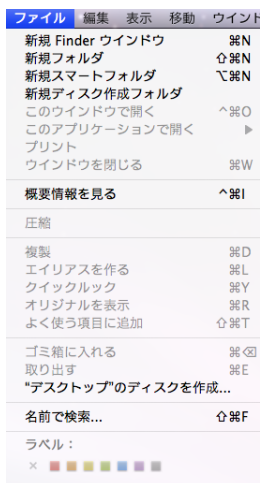 ファイル 編集 表示 移動 ウイント
新規 Finder ウインドウ ⌘N
新規フォルダ ⇧⌘N
新規スマートフォルダ ⌥⌘N
新規ディスク作成フォルダ
このウインドウで開く ^⌘O
このアプリケーションで開く ▶
プリント
ウインドウを閉じる ⌘W
概要情報を見る ^⌘I
圧縮
複製 ⌘D
エイリアスを作る ⌘L
クイックルック ⌘Y
オリジナルを表示 ⌘R
よく使う項目に追加 ⇧⌘T
ゴミ箱に入れる ⌘⌫
取り出す ⌘E
“デスクトップ”のディスクを作成...
名前で検索... ⇧⌘F
ラベル：
×